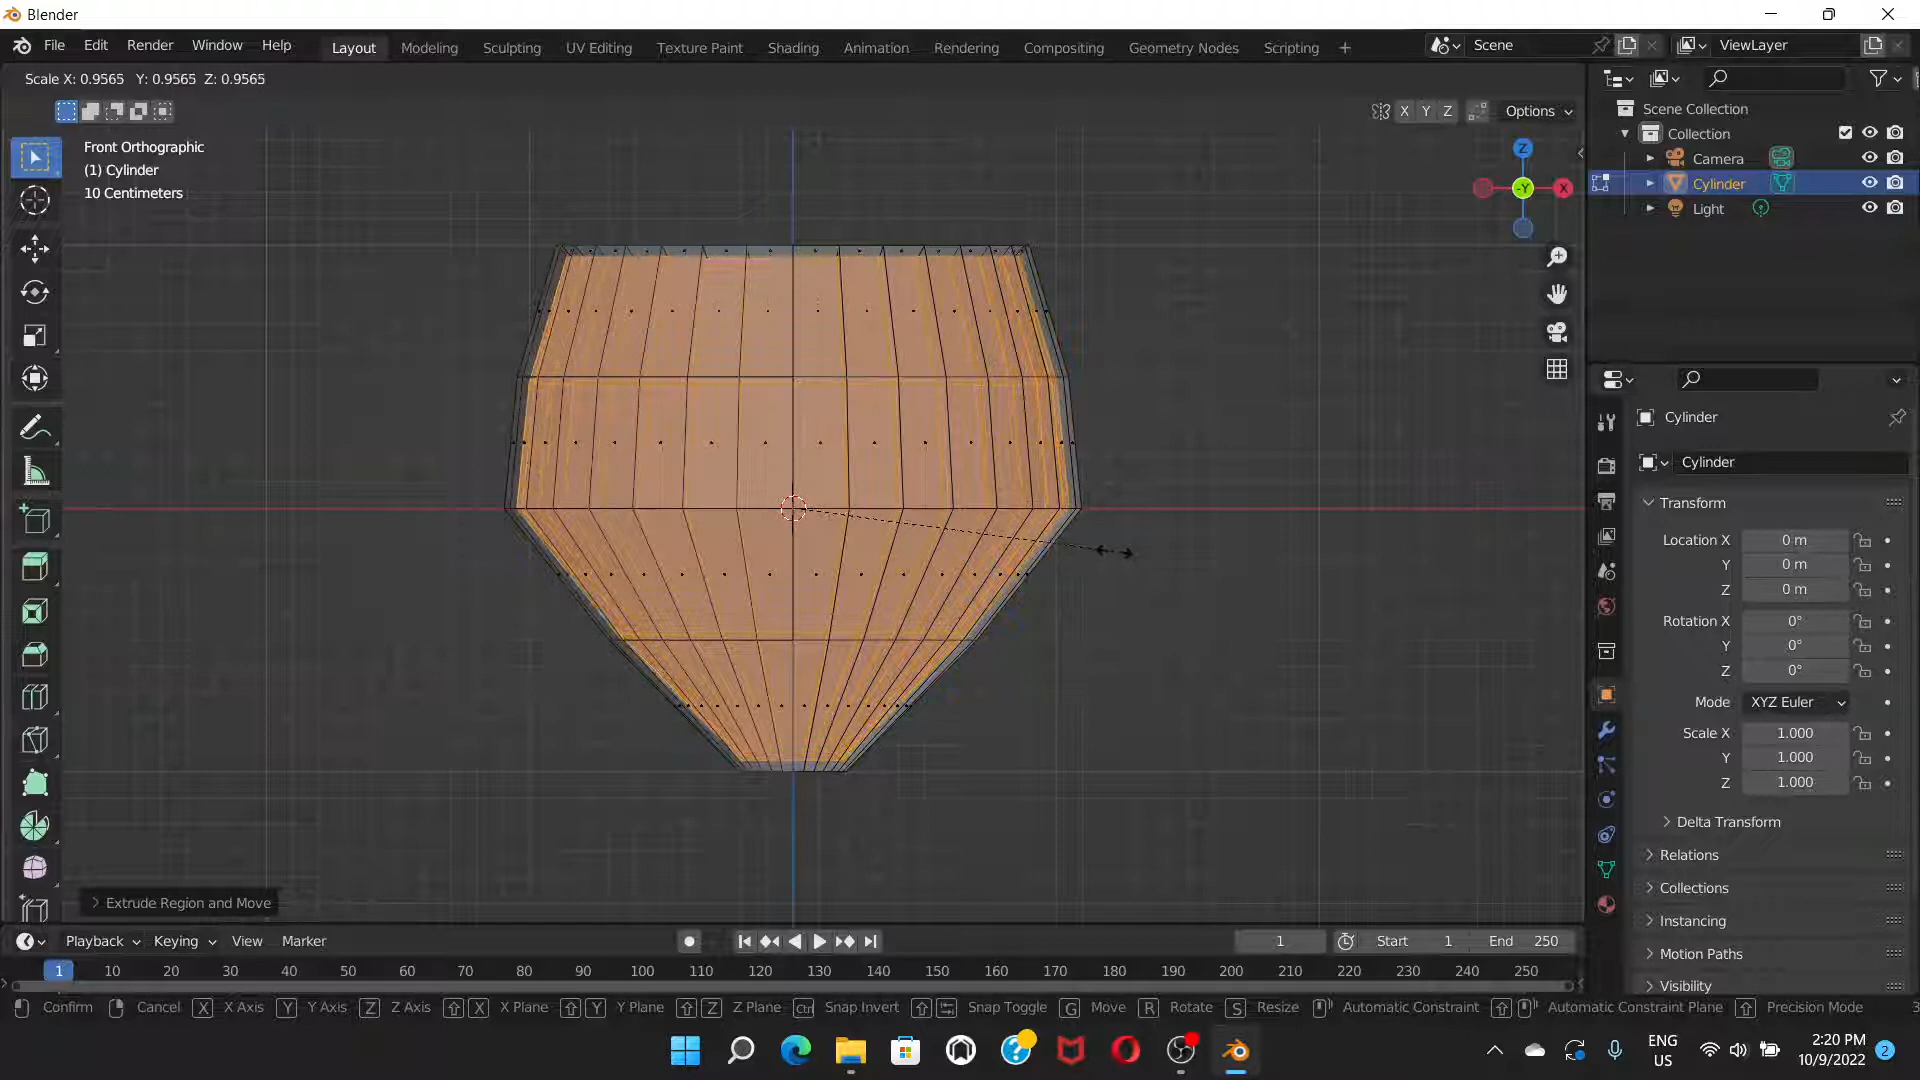 Blender
File Edit Render Window Help Layout Modeling Sculpting UV Editing Texture Paint Shading Animation Rendering Compositing Geometry Nodes Scripting + Scene ViewLayer
Scale X: 0.9565 Y: 0.9565 Z: 0.9565
X Y Z Options
Front Orthographic
(1) Cylinder
10 Centimeters
Z
-Y X
Scene Collection
Collection
Camera
Cylinder
Light
Cylinder
Cylinder
Transform
Location X 0 m
Y 0 m
Z 0 m
Rotation X 0°
Y 0°
Z 0°
Mode XYZ Euler
Scale X 1.000
Y 1.000
Z 1.000
Delta Transform
Relations
Collections
Instancing
Motion Paths
Visibility
Extrude Region and Move
Playback Keying View Marker 1 Start 1 End 250
1 10 20 30 40 50 60 70 80 90 100 110 120 130 140 150 160 170 180 190 200 210 220 230 240 250
Confirm Cancel X X Axis Y Y Axis Z Z Axis X X Plane Y Y Plane Z Z Plane Ctrl Snap Invert Snap Toggle G Move R Rotate S Resize Automatic Constraint Automatic Constraint Plane Precision Mode
ENG
US
2:20 PM
10/9/2022
2